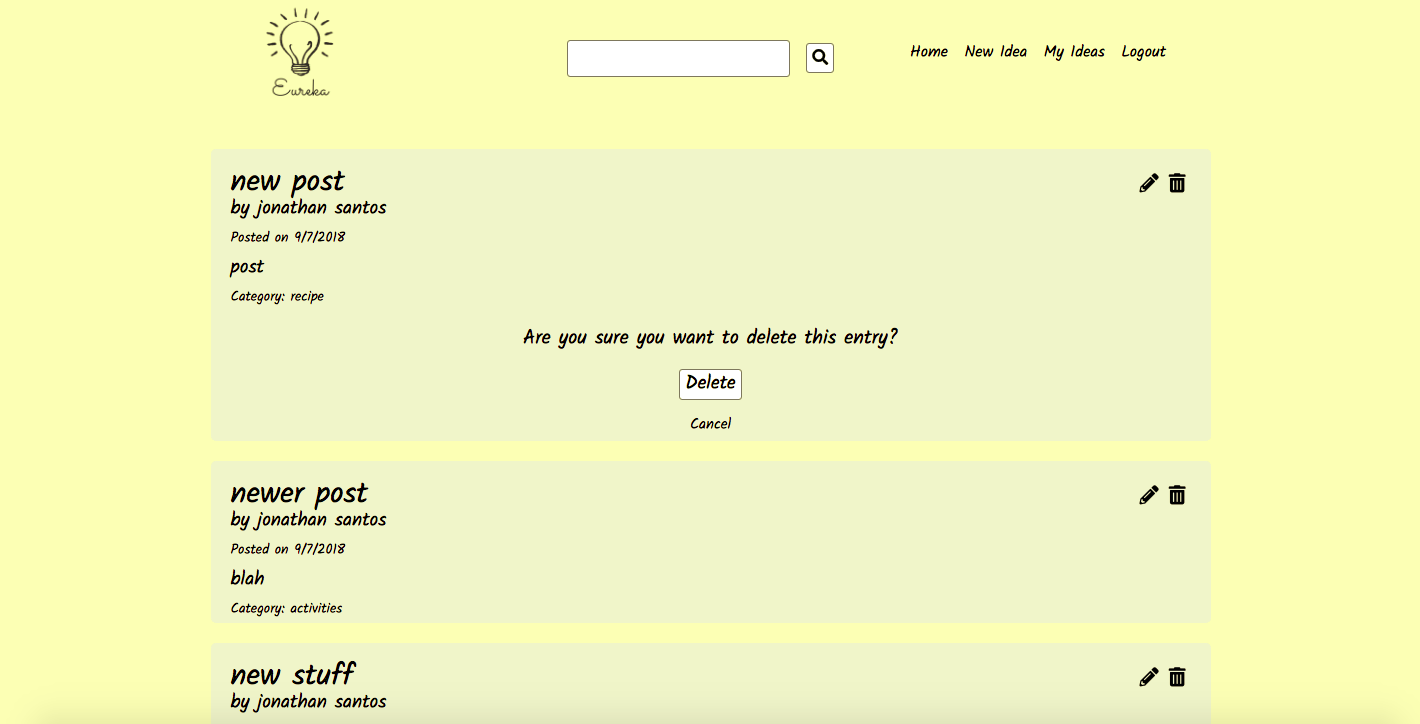 Eureka
Home New Idea My Ideas Logout
new post
by jonathan santos
Posted on 9/7/2018
post
Category: recipe
Are you sure you want to delete this entry?
Delete
Cancel
newer post
by jonathan santos
Posted on 9/7/2018
blah
Category: activities
new stuff
by jonathan santos